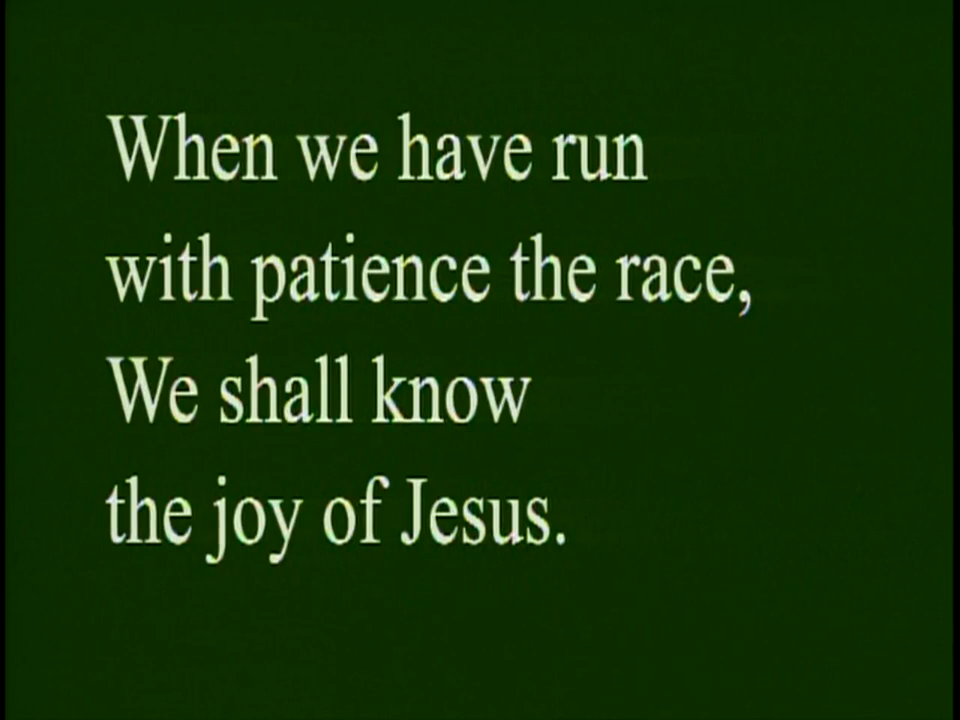 When we have run
with patience the race,
We shall know
the joy of Jesus.